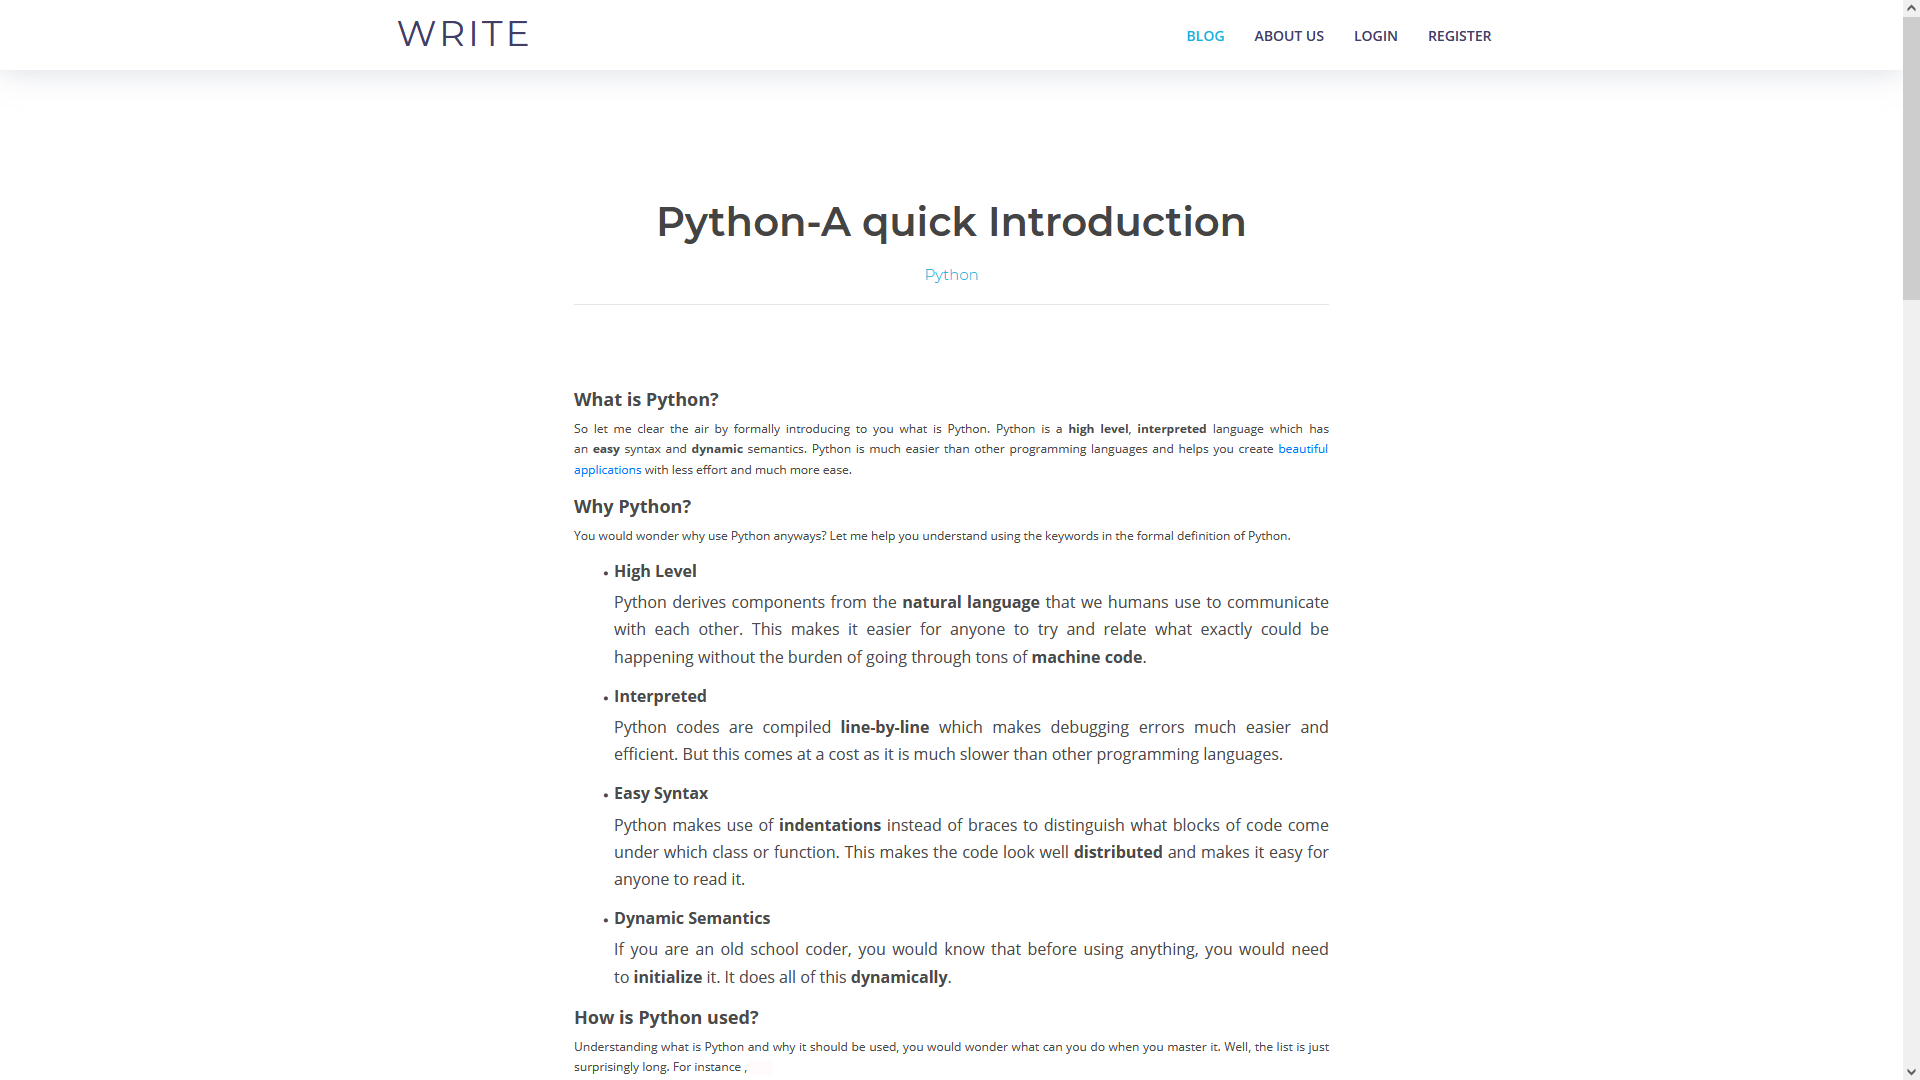 WRITE
BLOG
ABOUT US
LOGIN
REGISTER
Python-A quick Introduction
Python
What is Python?
So let me clear the air by formally introducing to you what is Python. Python is a high level, interpreted language which has
an easy syntax and dynamic semantics. Python is much easier than other programming languages and helps you create beautiful
applications with less effort and much more ease.
Why Python?
You would wonder why use Python anyways? Let me help you understand using the keywords in the formal definition of Python.
• High Level
Python derives components from the natural language that we humans use to communicate
with each other. This makes it easier for anyone to try and relate what exactly could be
happening without the burden of going through tons of machine code.
• Interpreted
Python codes are compiled line-by-line which makes debugging errors much easier and
efficient. But this comes at a cost as it is much slower than other programming languages.
• Easy Syntax
Python makes use of indentations instead of braces to distinguish what blocks of code come
under which class or function. This makes the code look well distributed and makes it easy for
anyone to read it.
• Dynamic Semantics
If you are an old school coder, you would know that before using anything, you would need
to initialize it. It does all of this dynamically.
How is Python used?
Understanding what is Python and why it should be used, you would wonder what can you do when you master it. Well, the list is just
surprisingly long. For instance ,